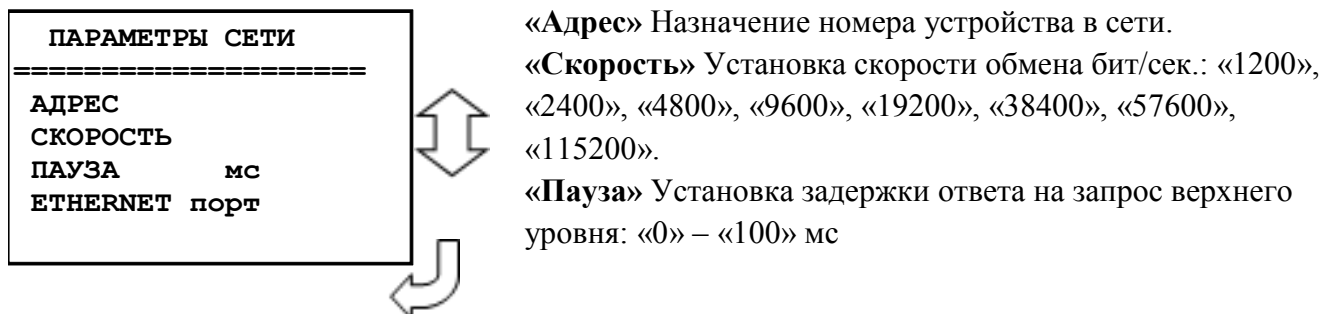 ПАРАМЕТРЫ СЕТИ
====================
АДРЕС
СКОРОСТЬ
ПАУЗА мс
ETHERNET порт
«Адрес» Назначение номера устройства в сети.
«Скорость» Установка скорости обмена бит/сек.: «1200»,
«2400», «4800», «9600», «19200», «38400», «57600»,
«115200».
«Пауза» Установка задержки ответа на запрос верхнего
уровня: «0» – «100» мс